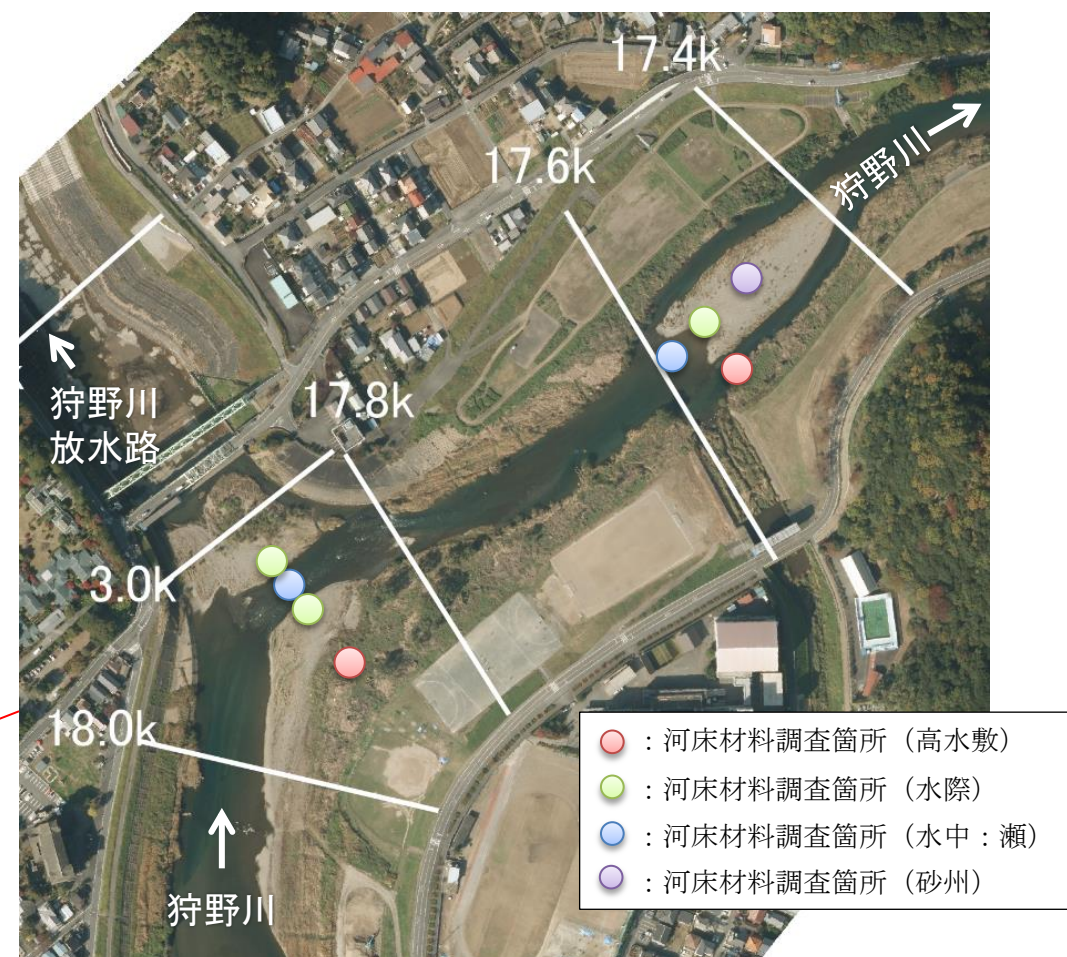 17.4k
狩野川
17.6k
狩野川
放水路
17.8k
3.0k
18.0k
狩野川
：河床材料調査箇所（高水敷）
：河床材料調査箇所（水際）
：河床材料調査箇所（水中：瀬）
：河床材料調査箇所（砂州）